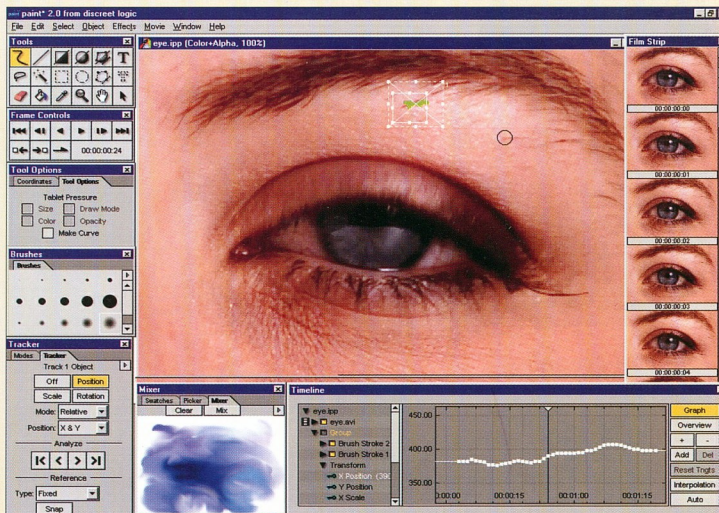 paint* 2.0 from discreet logic
File Edit Select Object Effects Movie Window Help
Tools
T
Frame Controls
00:00:00:24
Tool Options
Coordinates Tool Options
Tablet Pressure
Size Draw Mode
Color Opacity
Make Curve
Brushes
Brushes
Tracker
Modes Tracker
Track 1 Object
Off Position
Scale Rotation
Mode: Relative
Position: X & Y
Analyze
Reference
Type: Fixed
Snap
eye.ipp (Color+Alpha, 100%)
Film Strip
00:00:00:00
00:00:00:01
00:00:00:02
00:00:00:03
00:00:00:04
Mixer
Swatches Picker Mixer
Clear Mix
Timeline
eye.ipp
eye.avi
Group
Brush Stroke 2
Brush Stroke 1
Transform
X Position
Y Position
X Scale
450.00
400.00
350.00
0:00:00 00:00:15 00:01:00 00:01:15
Graph
Overview
+ -
Add Del
Reset Tngts
Interpolation
Auto